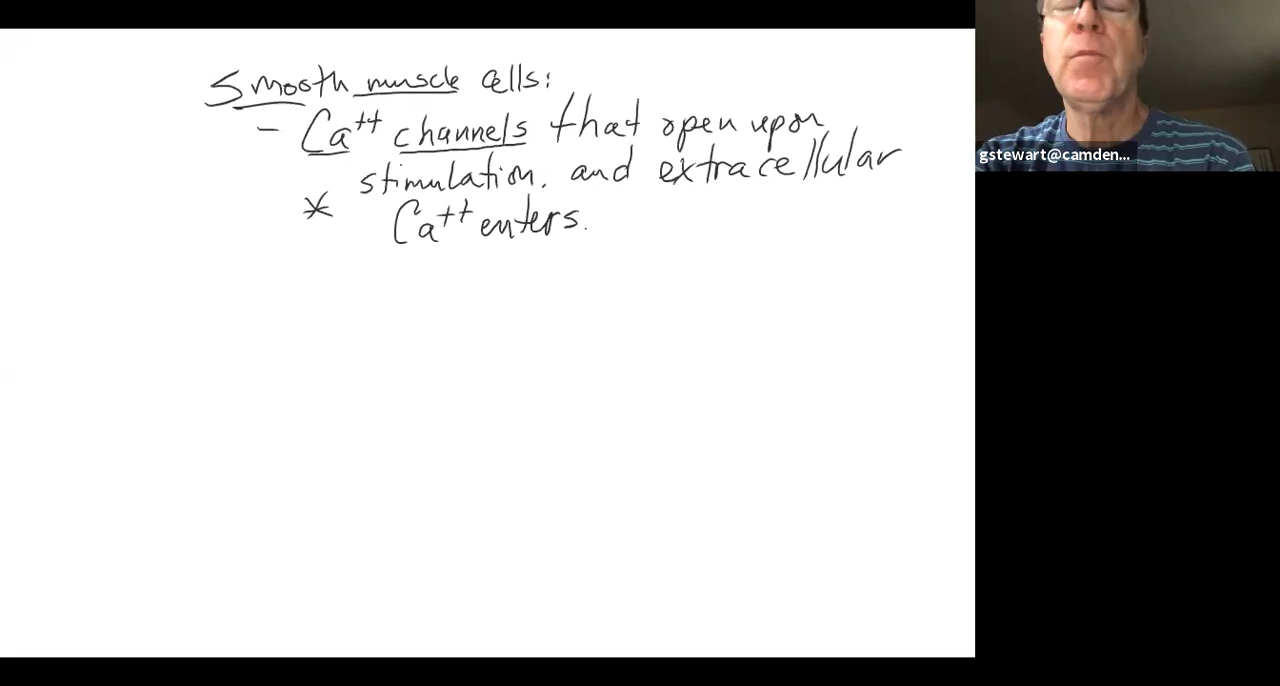 Smooth muscle cells:
- Ca++ channels that open upon
stimulation, and extracellular
* Ca++ enters.
gstewart@camden...